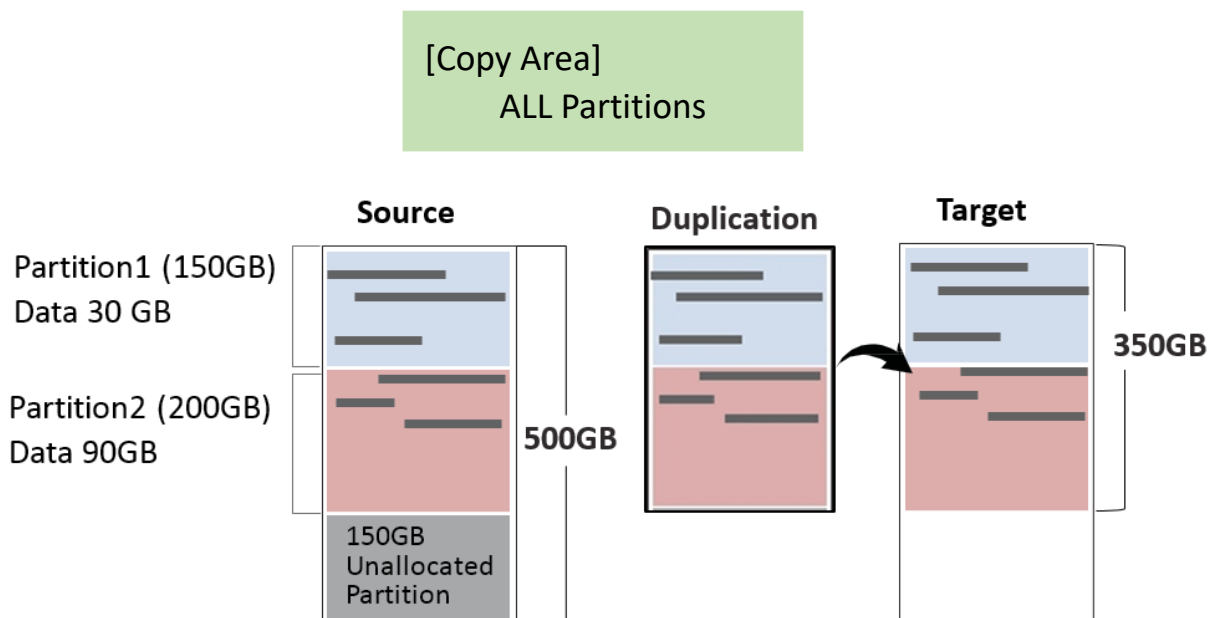 [Copy Area]
ALL Partitions
Source
Duplication
Target
Partition1 (150GB)
Data 30 GB
350GB
Partition2 (200GB)
Data 90GB
500GB
150GB
Unallocated
Partition